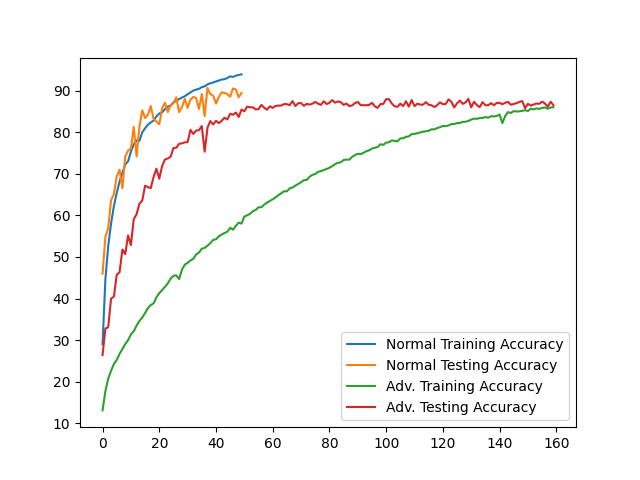 90
80
70
60
50
40
30
20
10
0 20 40 60 80 100 120 140 160
Normal Training Accuracy
Normal Testing Accuracy
Adv. Training Accuracy
Adv. Testing Accuracy